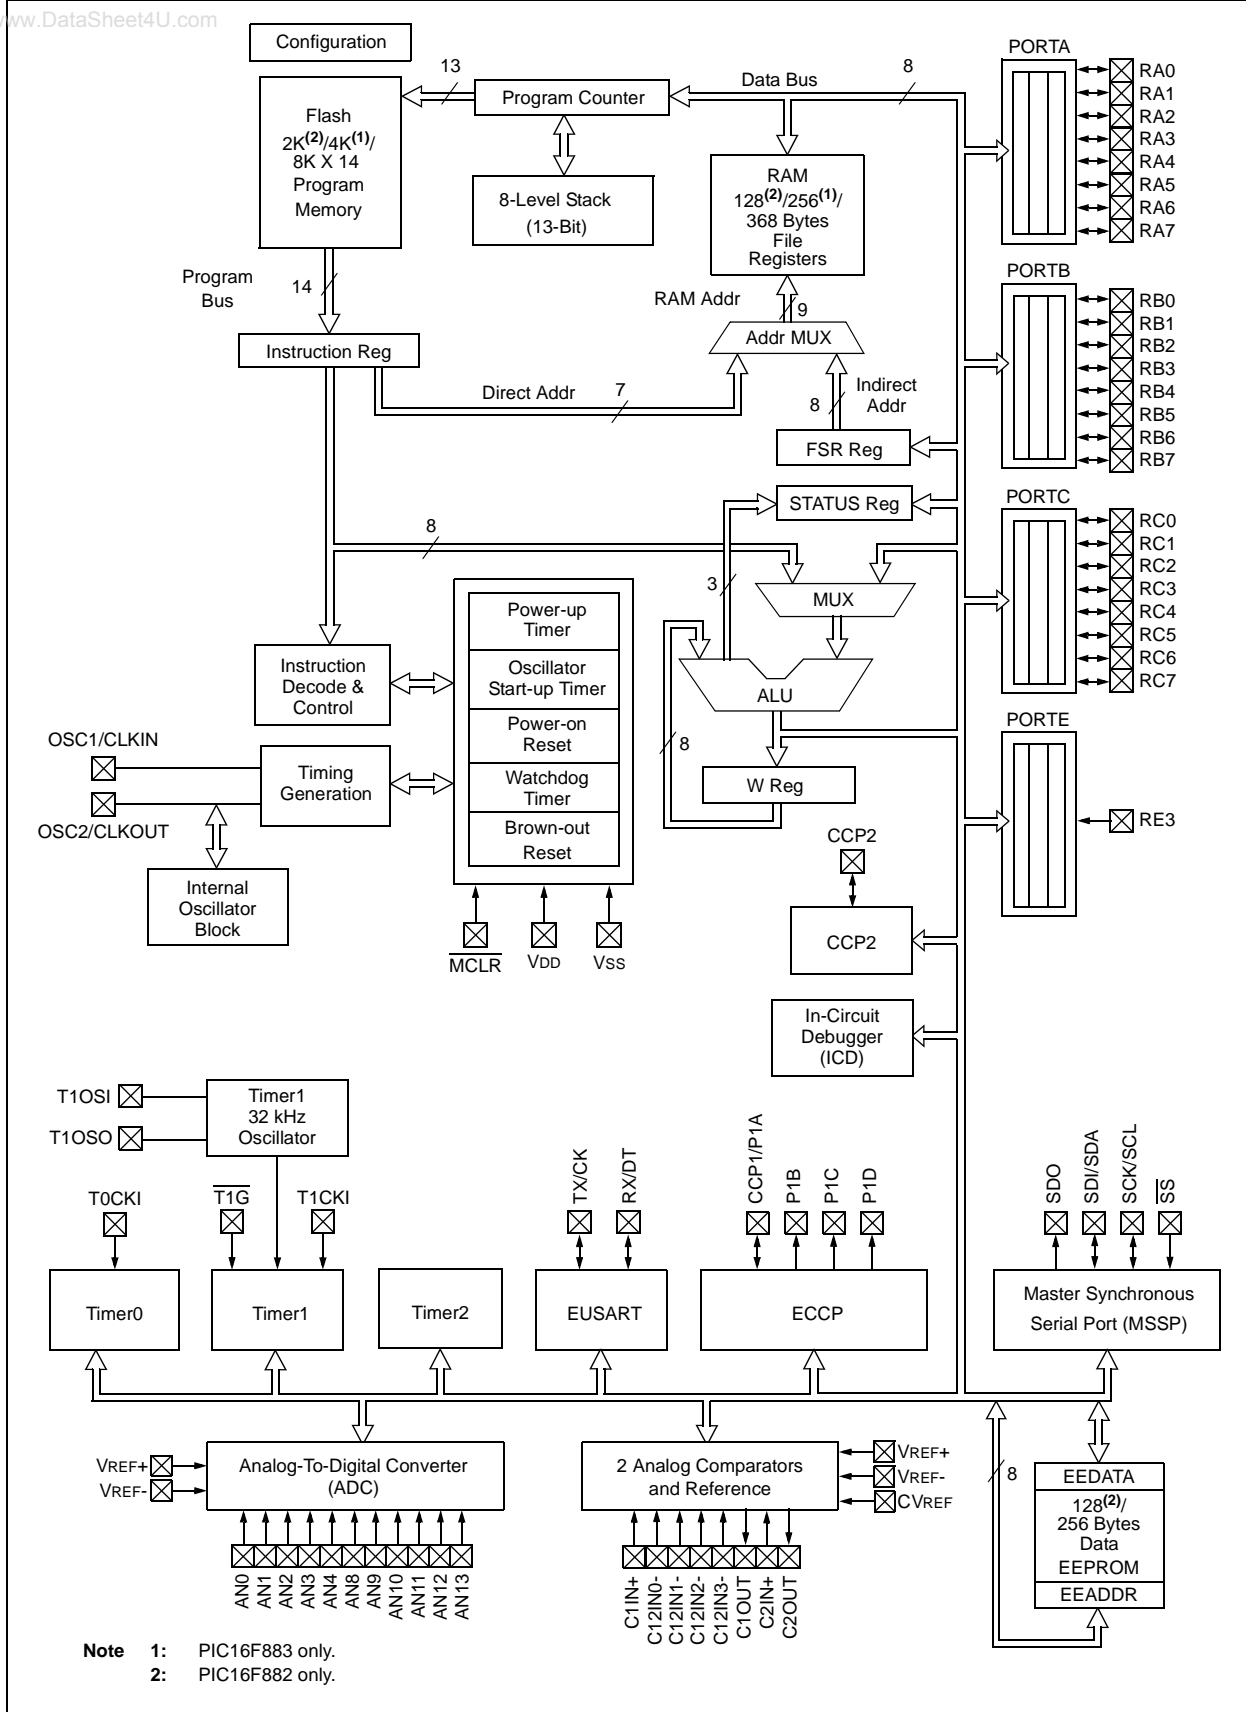 www.DataSheet4U.com
Configuration
13
Program Counter
Data Bus
8
PORTA
RA0
RA1
RA2
RA3
RA4
RA5
RA6
RA7
Flash
2K(2)/4K(1)/
8K X 14
Program
Memory
8-Level Stack
(13-Bit)
RAM
128(2)/256(1)/
368 Bytes
File
Registers
Program
Bus
14
RAM Addr
9
Addr MUX
PORTB
RB0
RB1
RB2
RB3
RB4
RB5
RB6
RB7
Instruction Reg
Direct Addr
7
8
Indirect
Addr
FSR Reg
STATUS Reg
PORTC
RC0
RC1
RC2
RC3
RC4
RC5
RC6
RC7
8
3
MUX
Power-up
Timer
Oscillator
Start-up Timer
Power-on
Reset
Watchdog
Timer
Brown-out
Reset
Instruction
Decode &
Control
ALU
8
W Reg
PORTE
RE3
OSC1/CLKIN
OSC2/CLKOUT
Timing
Generation
Internal
Oscillator
Block
MCLR
VDD
VSS
CCP2
CCP2
In-Circuit
Debugger
(ICD)
T1OSI
T1OSO
Timer1
32 kHz
Oscillator
T0CKI
T1G
T1CKI
TX/CK
RX/DT
CCP1/P1A
P1B
P1C
P1D
SDO
SDI/SDA
SCK/SCL
SS
Timer0
Timer1
Timer2
EUSART
ECCP
Master Synchronous
Serial Port (MSSP)
VREF+
VREF-
Analog-To-Digital Converter
(ADC)
2 Analog Comparators
and Reference
VREF+
VREF-
CVREF
8
EEDATA
128(2)/
256 Bytes
Data
EEPROM
EEADDR
AN0
AN1
AN2
AN3
AN4
AN8
AN9
AN10
AN11
AN12
AN13
C1IN+
C12IN0-
C12IN1-
C12IN2-
C12IN3-
C1OUT
C2IN+
C2OUT
Note 1: PIC16F883 only.
2: PIC16F882 only.